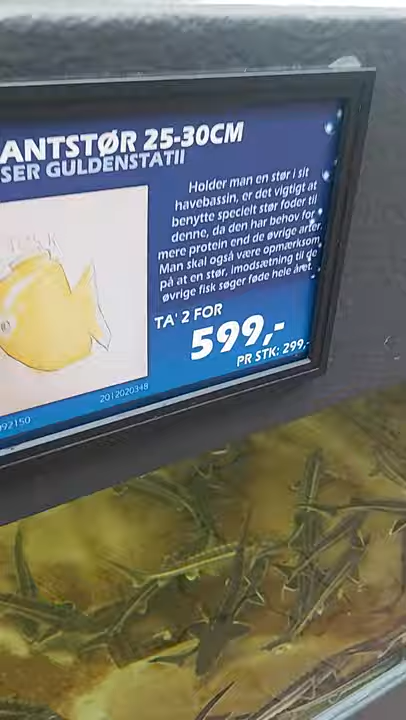 ANTSTØR 25-30CM
SER GULDENSTATII
Holder man en stør i sit
havebassin, er det vigtigt at
benytte specielt stør foder til
denne, da den har behov for
mere protein end de øvrige arter.
Man skal også være opmærksom
på at en stør, imodsætning til de
øvrige fisk søger føde hele året.
TA' 2 FOR
599,-
PR STK: 299,-
2012020348
92150